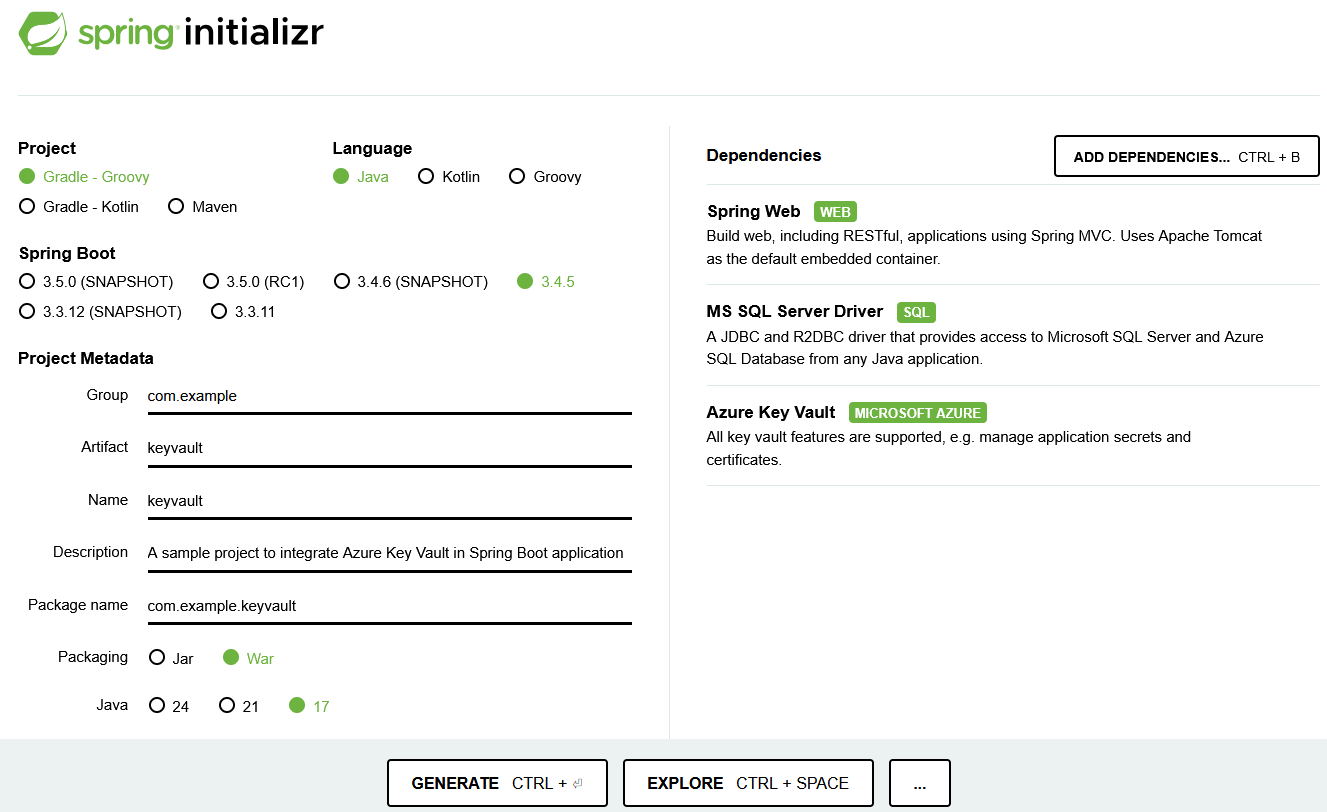 spring initializr
Project
Gradle - Groovy
Gradle - Kotlin Maven
Language
Java Kotlin Groovy
Spring Boot
3.5.0 (SNAPSHOT) 3.5.0 (RC1) 3.4.6 (SNAPSHOT) 3.4.5
3.3.12 (SNAPSHOT) 3.3.11
Project Metadata
Group com.example
Artifact keyvault
Name keyvault
Description A sample project to integrate Azure Key Vault in Spring Boot application
Package name com.example.keyvault
Packaging Jar War
Java 24 21 17
Dependencies ADD DEPENDENCIES... CTRL + B
Spring Web WEB
Build web, including RESTful, applications using Spring MVC. Uses Apache Tomcat
as the default embedded container.
MS SQL Server Driver SQL
A JDBC and R2DBC driver that provides access to Microsoft SQL Server and Azure
SQL Database from any Java application.
Azure Key Vault MICROSOFT AZURE
All key vault features are supported, e.g. manage application secrets and
certificates.
GENERATE CTRL + ⏎ EXPLORE CTRL + SPACE ...